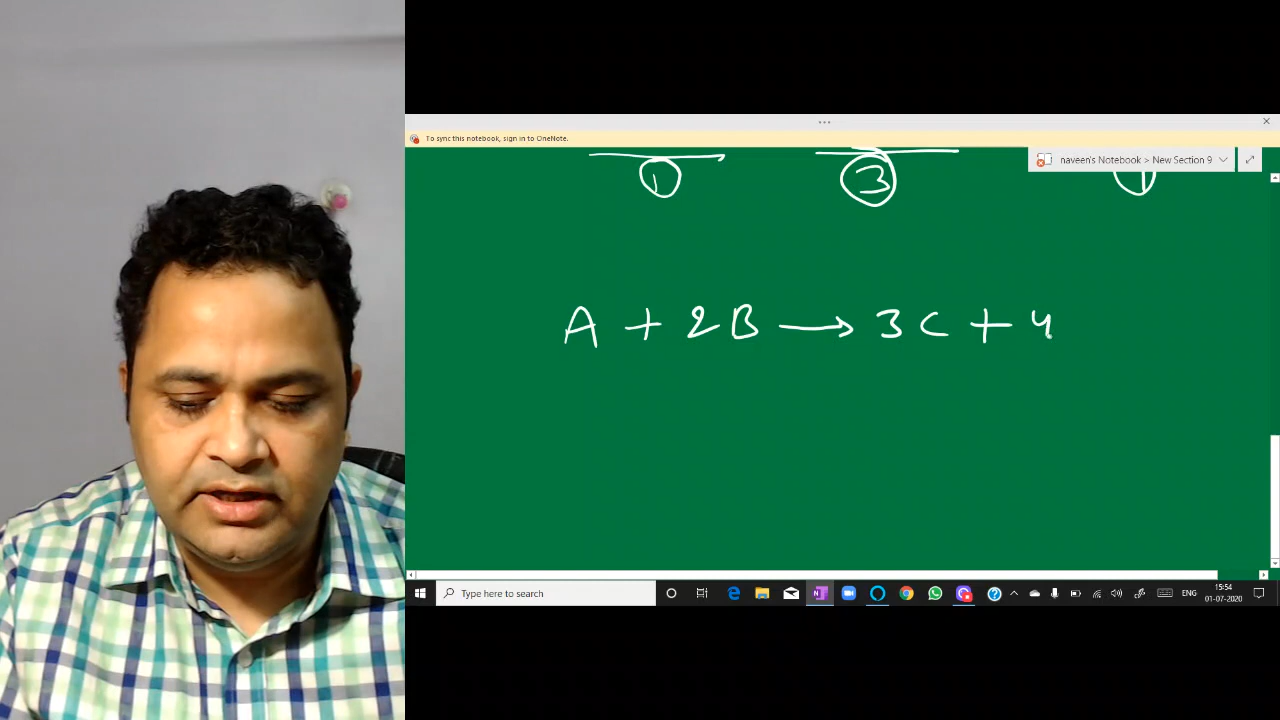 To sync this notebook, sign in to OneNote.
naveen's Notebook > New Section 9
1 3 1
A + 2B → 3C + 4
Type here to search
ENG
15:54
01-07-2020